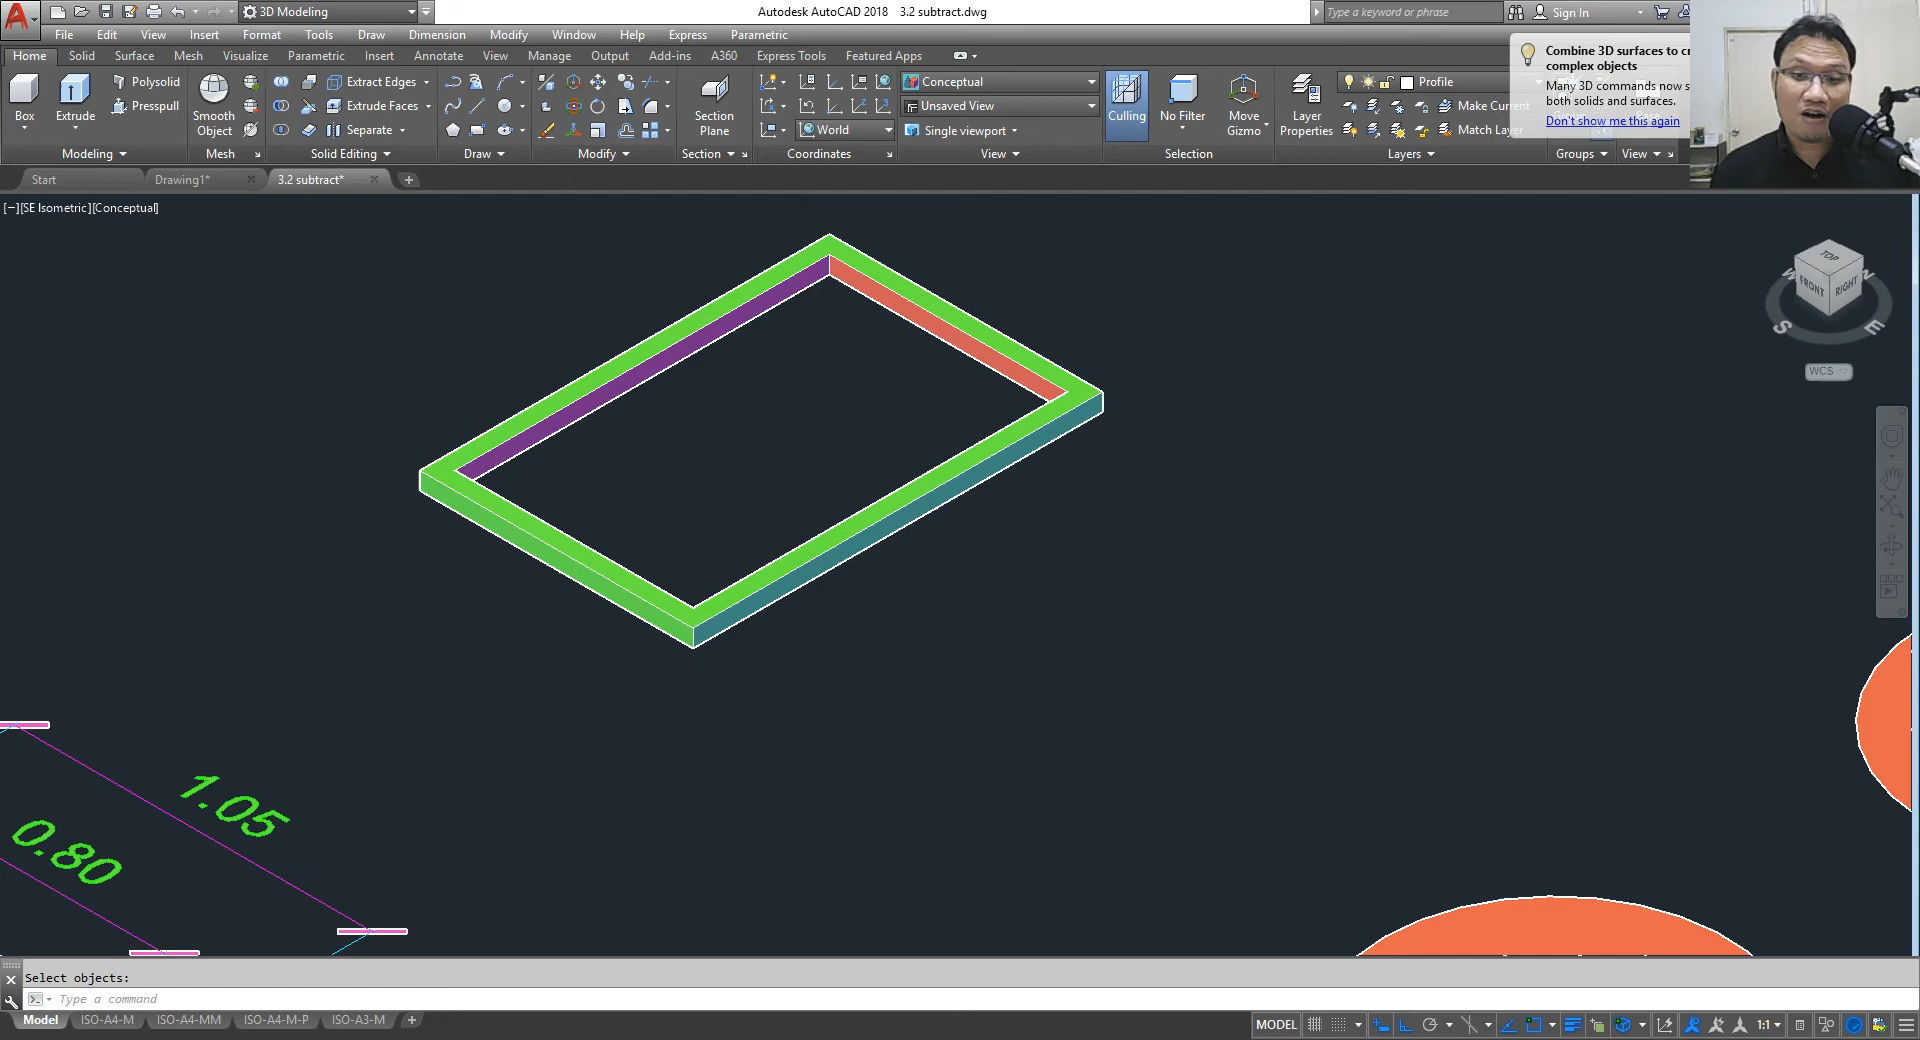 3D Modeling
Autodesk AutoCAD 2018 3.2 subtract.dwg
Type a keyword or phrase
Sign In
File Edit View Insert Format Tools Draw Dimension Modify Window Help Express Parametric
Home Solid Surface Mesh Visualize Parametric Insert Annotate View Manage Output Add-ins A360 Express Tools Featured Apps
Combine 3D surfaces to
complex objects
Many 3D commands now
both solids and surfaces.
Don't show me this again
Box
Extrude
Polysolid
Presspull
Modeling
Smooth
Object
Mesh
Extract Edges
Extrude Faces
Separate
Solid Editing
Draw
Modify
Section
Plane
Section
World
Coordinates
Conceptual
Unsaved View
Single viewport
View
Culling
No Filter
Move
Gizmo
Selection
Layer
Properties
Profile
Make Current
Match
Layers
Groups
View
Start
Drawing1*
3.2 subtract*
[−][SE Isometric][Conceptual]
TOP
FRONT
RIGHT
W
N
S
E
WCS
1.05
0.80
Select objects:
Type a command
Model ISO-A4-M ISO-A4-MM ISO-A4-M-P ISO-A3-M
MODEL
1:1